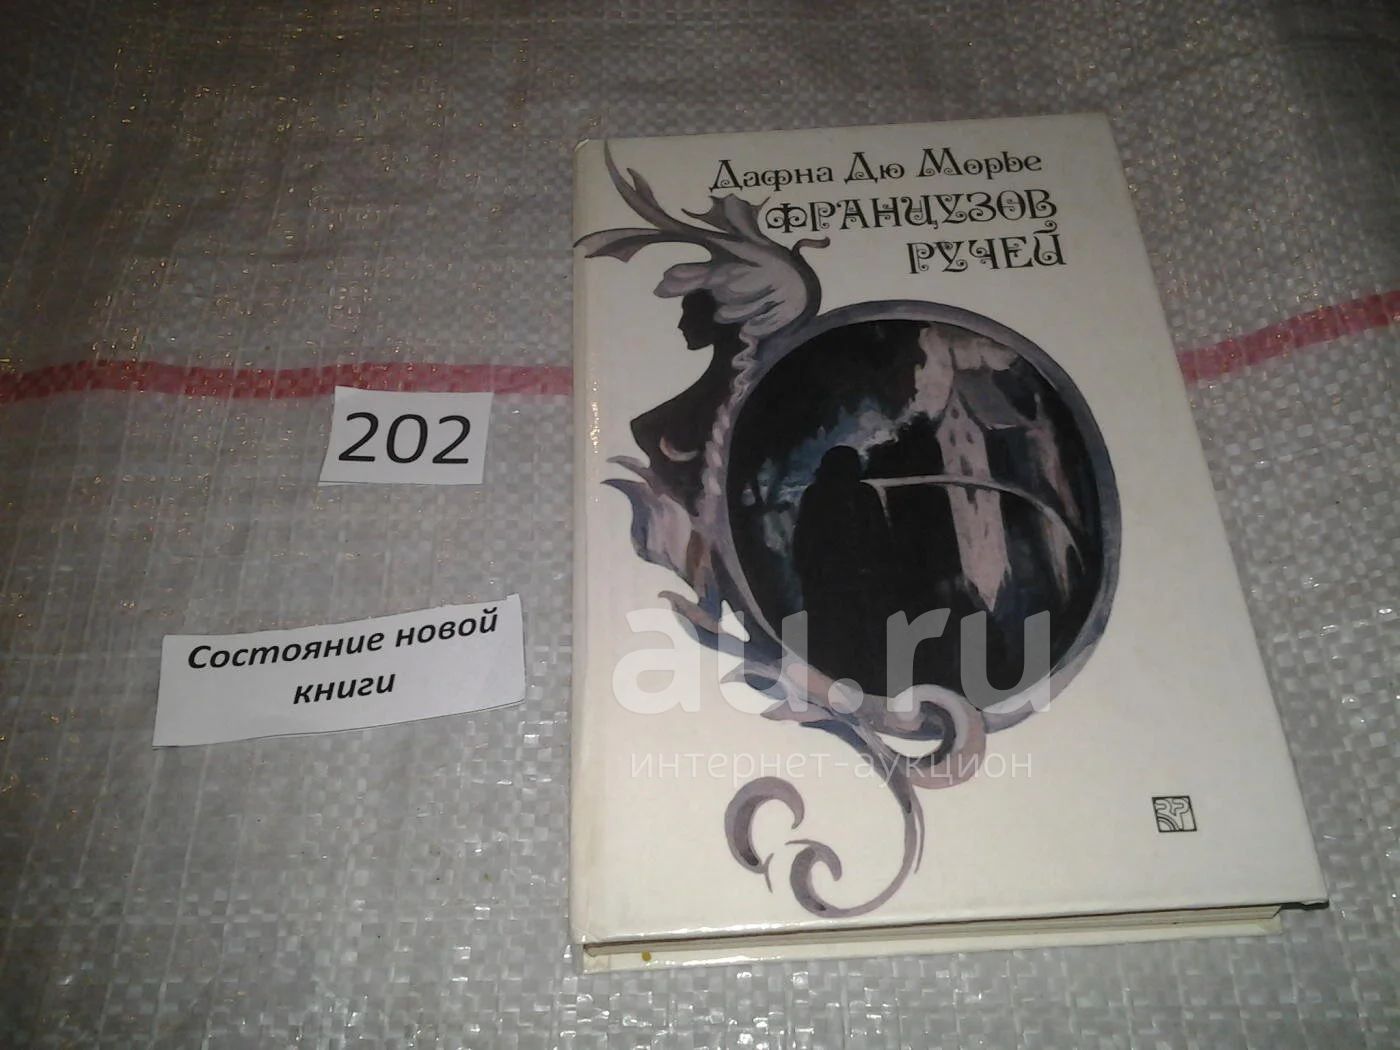 Дафна Дю Морье
ФРАНЦУЗОВ
РУЧЕЙ
202
Состояние новой
книги
au.ru
интернет-аукцион